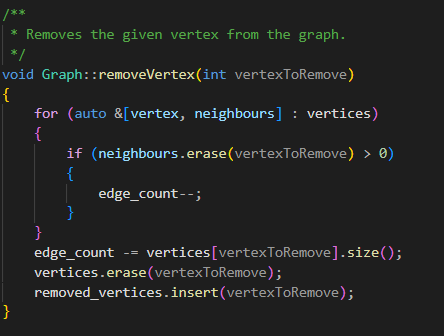 /**
 * Removes the given vertex from the graph.
 */
void Graph::removeVertex(int vertexToRemove)
{
    for (auto &[vertex, neighbours] : vertices)
    {
        if (neighbours.erase(vertexToRemove) > 0)
        {
            edge_count--;
        }
    }
    edge_count -= vertices[vertexToRemove].size();
    vertices.erase(vertexToRemove);
    removed_vertices.insert(vertexToRemove);
}